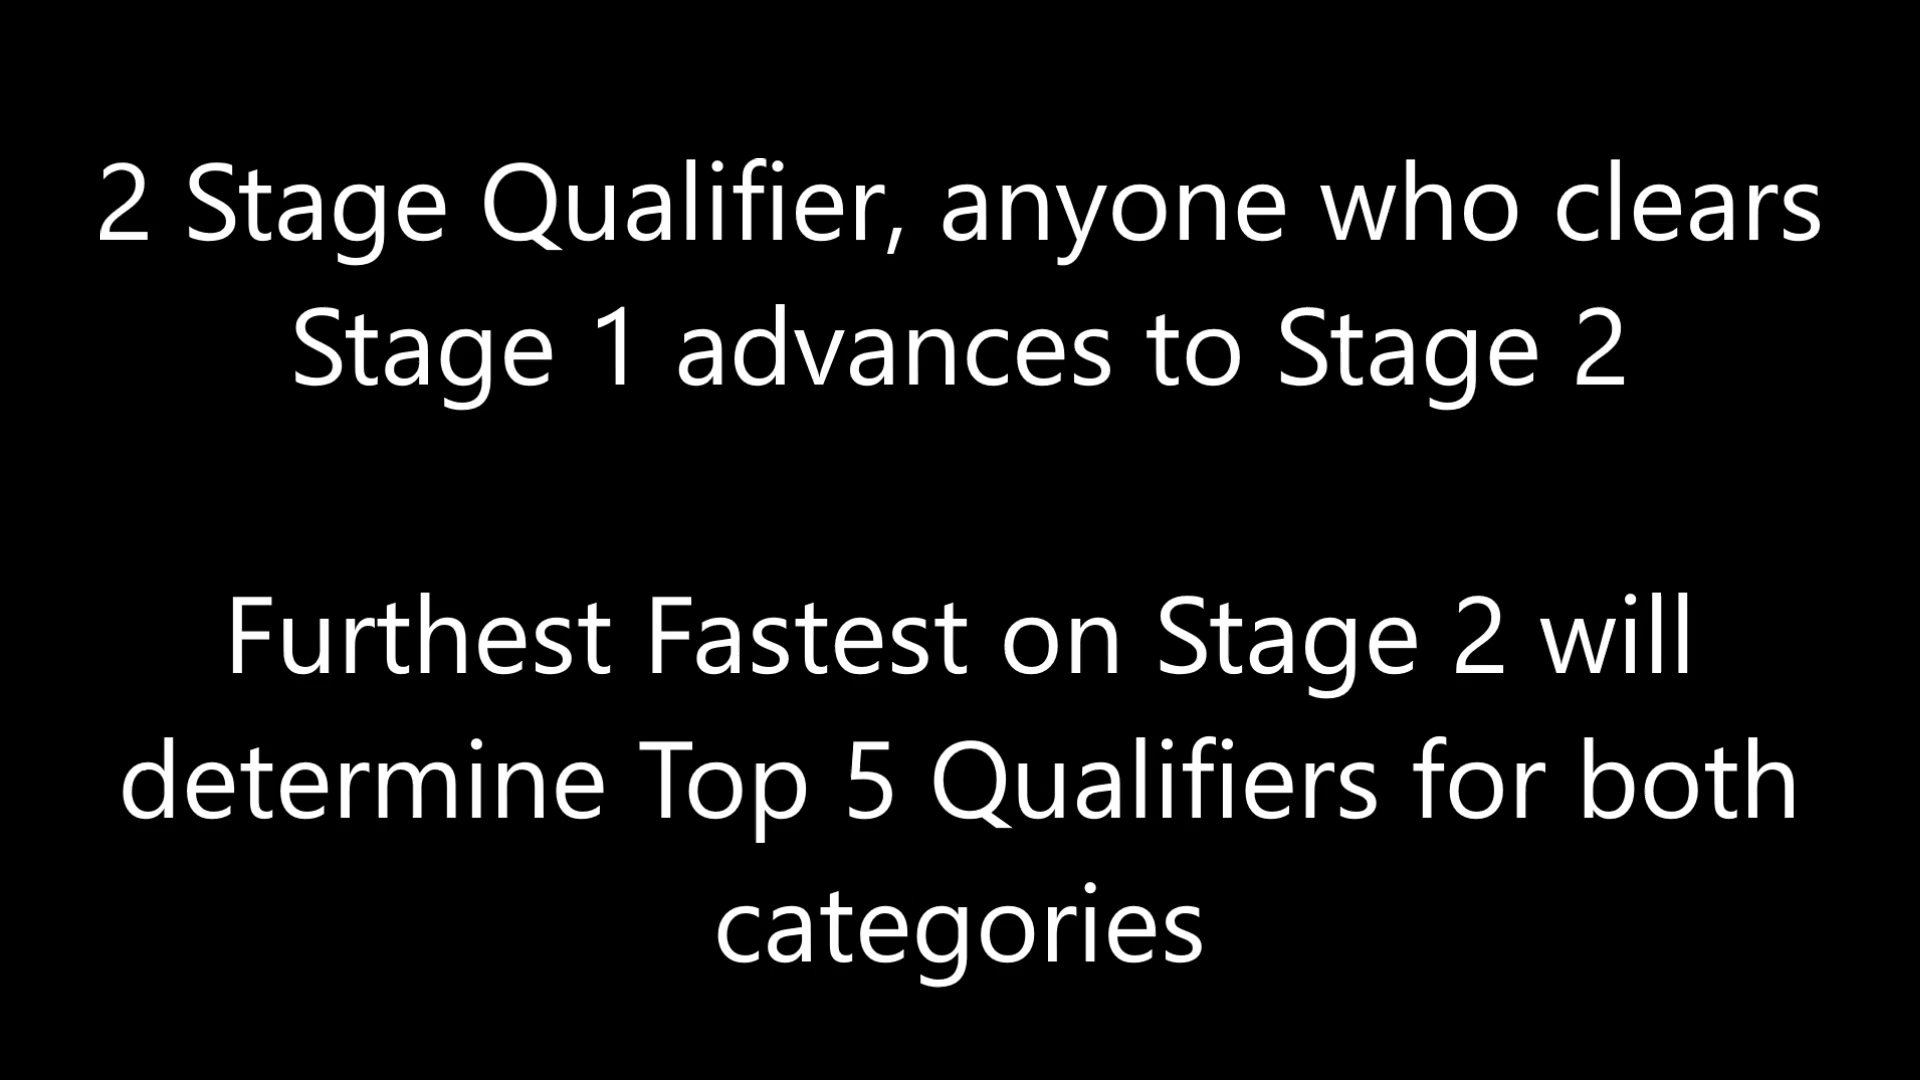 2 Stage Qualifier, anyone who clears
Stage 1 advances to Stage 2
Furthest Fastest on Stage 2 will
determine Top 5 Qualifiers for both
categories